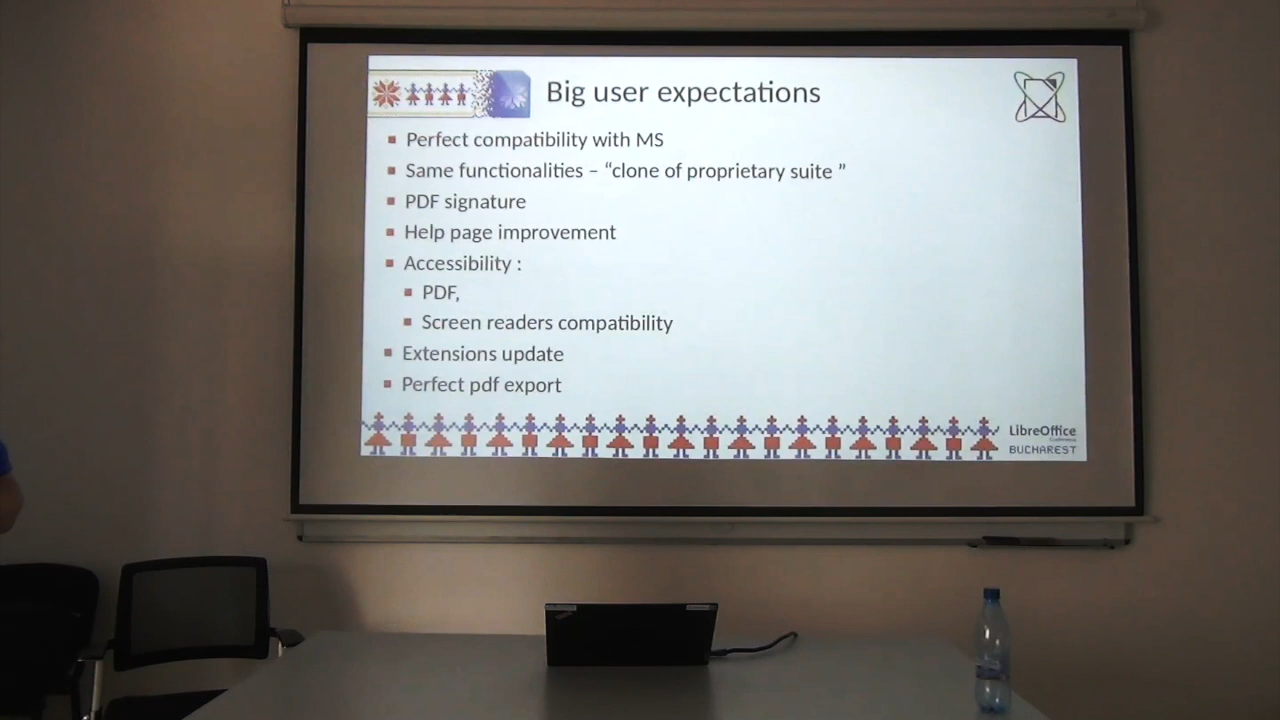 Big user expectations
Perfect compatibility with MS
Same functionalities – “clone of proprietary suite ”
PDF signature
Help page improvement
Accessibility :
PDF,
Screen readers compatibility
Extensions update
Perfect pdf export
LibreOffice
BUCHAREST